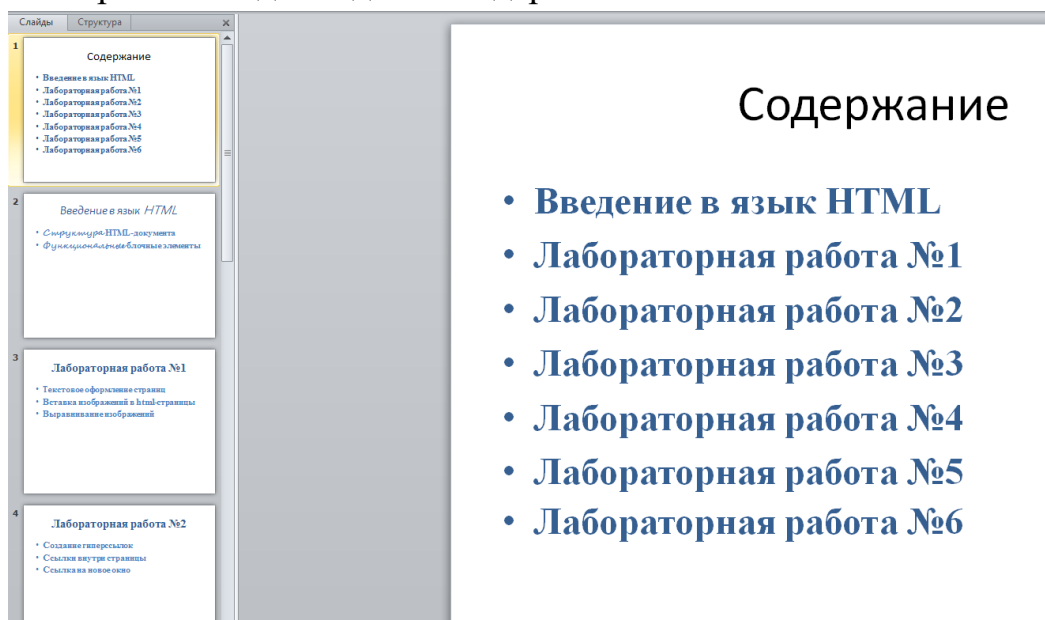 Слайды Структура
1
Содержание
• Введение в язык HTML
• Лабораторная работа №1
• Лабораторная работа №2
• Лабораторная работа №3
• Лабораторная работа №4
• Лабораторная работа №5
• Лабораторная работа №6
2
Введение в язык HTML
• Структура HTML-документа
• Функциональные блочные элементы
3
Лабораторная работа №1
• Текстовое оформление страниц
• Вставка изображений в html-страницы
• Выравнивание изображений
4
Лабораторная работа №2
• Создание гиперссылок
• Ссылки внутри страницы
• Ссылка на новое окно
Содержание
• Введение в язык HTML
• Лабораторная работа №1
• Лабораторная работа №2
• Лабораторная работа №3
• Лабораторная работа №4
• Лабораторная работа №5
• Лабораторная работа №6